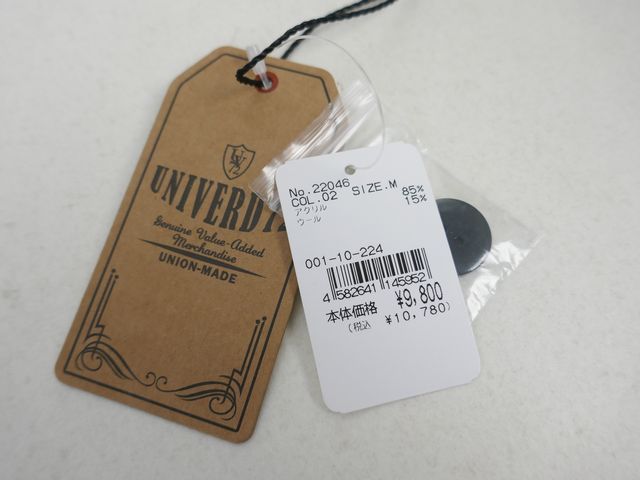 UNIVERD
Genuine Value-Added
Merchandise
UNION-MADE
No.22046
COL.02 SIZE.M
アクリル 85%
ウール 15%
001-10-224
4 582641 145952
本体価格 ¥9,800
(税込 ¥10,780)